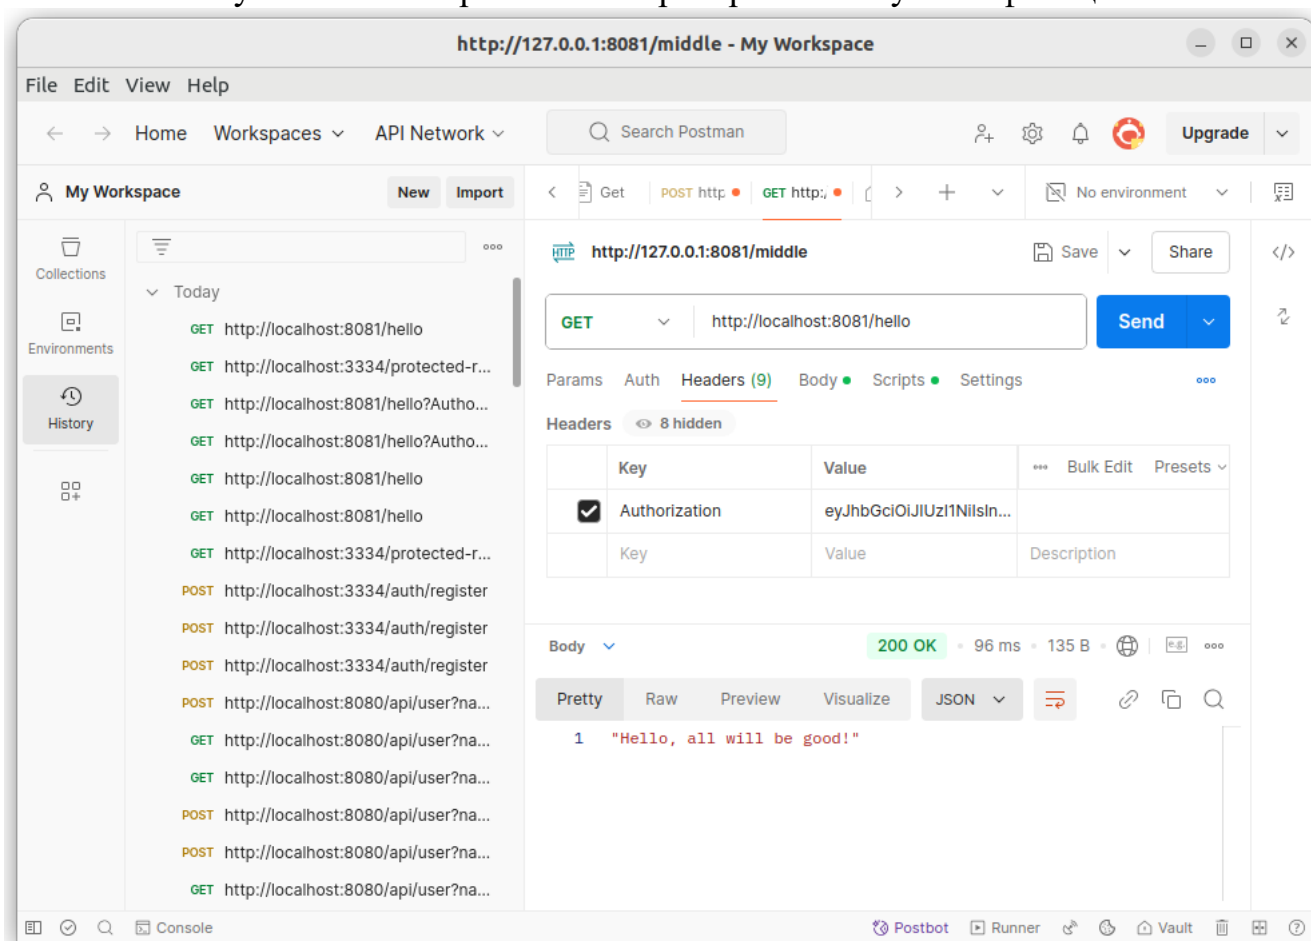 http://127.0.0.1:8081/middle - My Workspace
File Edit View Help
Home Workspaces API Network Search Postman Upgrade
My Workspace New Import Get POST http GET http:/ No environment
Collections
Environments
History
Today
GET http://localhost:8081/hello
GET http://localhost:3334/protected-r...
GET http://localhost:8081/hello?Autho...
GET http://localhost:8081/hello?Autho...
GET http://localhost:8081/hello
GET http://localhost:8081/hello
GET http://localhost:3334/protected-r...
POST http://localhost:3334/auth/register
POST http://localhost:3334/auth/register
POST http://localhost:3334/auth/register
POST http://localhost:8080/api/user?na...
GET http://localhost:8080/api/user?na...
GET http://localhost:8080/api/user?na...
POST http://localhost:8080/api/user?na...
POST http://localhost:8080/api/user?na...
GET http://localhost:8080/api/user?na...
HTTP http://127.0.0.1:8081/middle Save Share
GET http://localhost:8081/hello Send
Params Auth Headers (9) Body Scripts Settings
Headers 8 hidden
Key Value Bulk Edit Presets
Authorization eyJhbGciOiJIUzI1NiIsIn...
Key Value Description
Body 200 OK 96 ms 135 B e.g.
Pretty Raw Preview Visualize JSON
1 "Hello, all will be good!"
Console Postbot Runner Vault